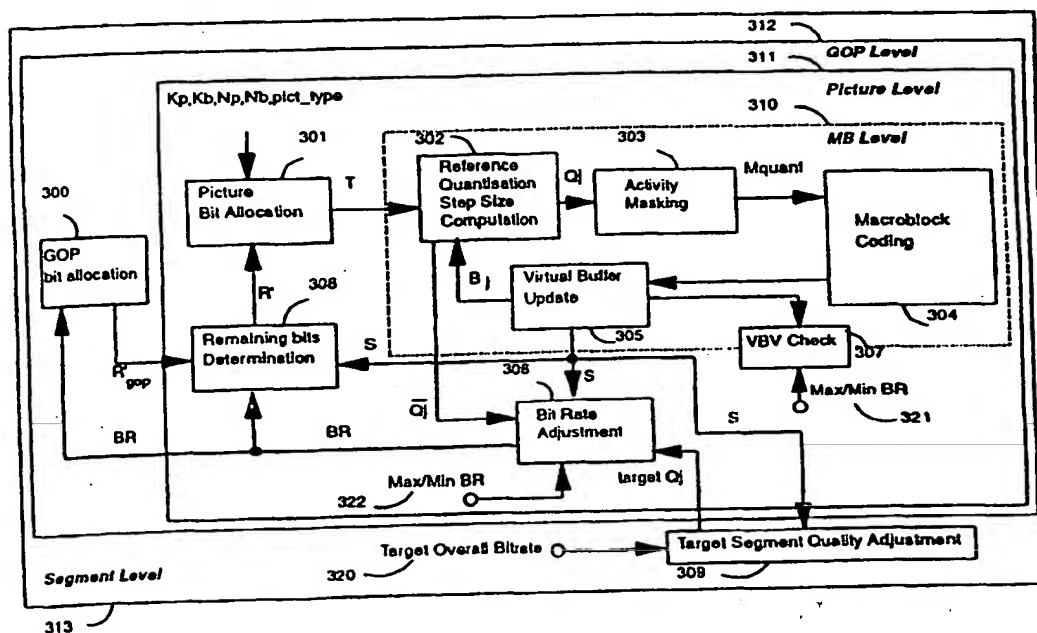 312
GOP Level
311
Picture Level
Kp,Kb,Np,Nb,pict_type
310
MB Level
301
302
303
T
Picture
Bit Allocation
Reference
Quantisation
Step Size
Computation
Qj
Activity
Masking
Mquant
Macroblock
Coding
300
GOP
bit allocation
R'
308
Bj
Virtual Buffer
Update
304
305
Remaining bits
Determination
S
VBV Check
307
R'gop
306
S
Qj
Bit Rate
Adjustment
Max/Min BR
321
BR
BR
S
Max/Min BR
322
target Qj
Target Overall Bitrate
320
Target Segment Quality Adjustment
309
Segment Level
313